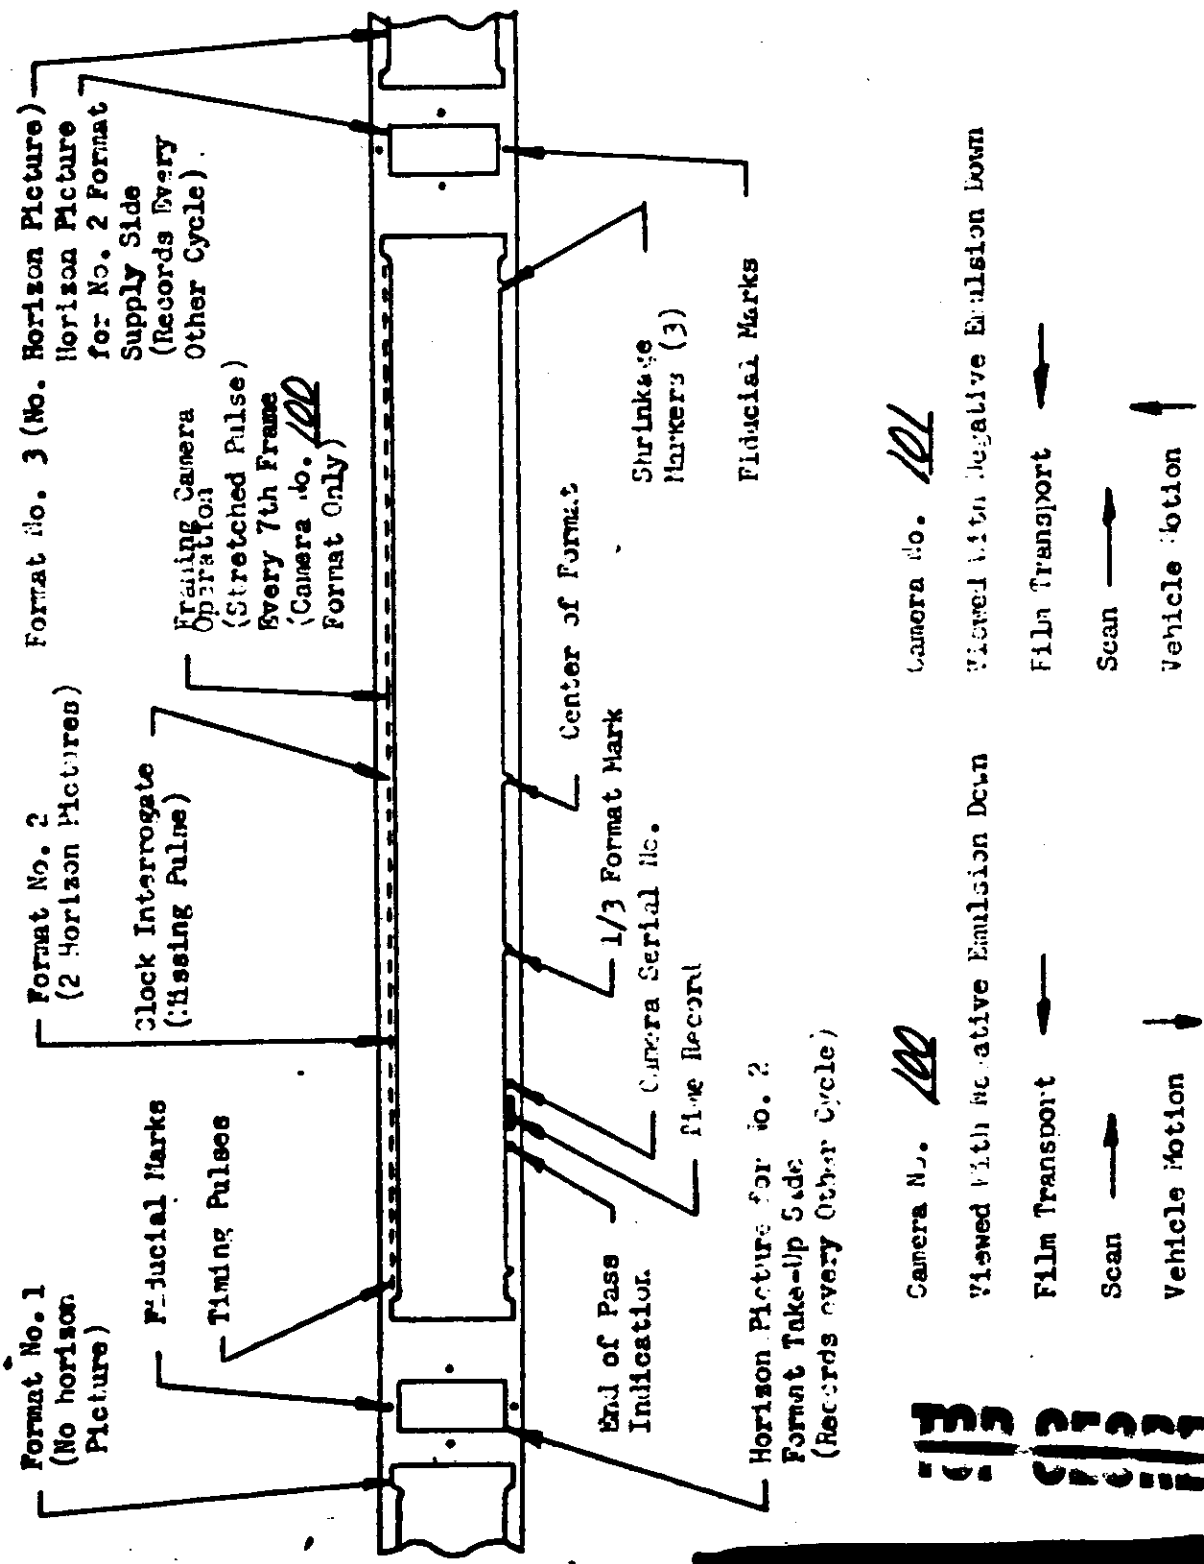 Format No. 1
(No horizon
Picture)
Fiducial Marks
Timing Pulses
Format No. 2
(2 Horizon Pictures)
Clock Interrogate
(Missing Pulse)
Format No. 3 (No. Horizon Picture)
Horizon Picture
for No. 2 Format
Supply Side
(Records Every
Other Cycle)
Framing Camera
Operation
(Stretched Pulse)
Every 7th Frame
(Camera No. 100
Format Only)
End of Pass
Indication
Horizon Picture for No. 2
Format Take-Up Side
(Records every Other Cycle)
Time Record
Camera Serial No.
1/3 Format Mark
Center of Format
Shrinkage
Markers (3)
Fiducial Marks
Camera No. 100
Viewed With Negative Emulsion Down
Film Transport
Scan
Vehicle Motion
Camera No. 101
Viewed With Negative Emulsion Down
Film Transport
Scan
Vehicle Motion